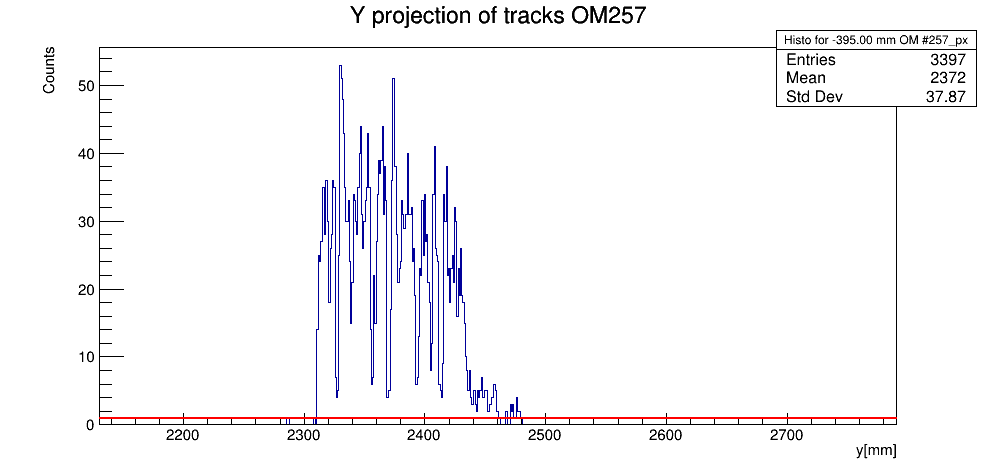 Y projection of tracks OM257
Histo for -395.00 mm OM #257_px
Entries 3397
Mean 2372
Std Dev 37.87
Counts
50
40
30
20
10
0
2200 2300 2400 2500 2600 2700
y[mm]